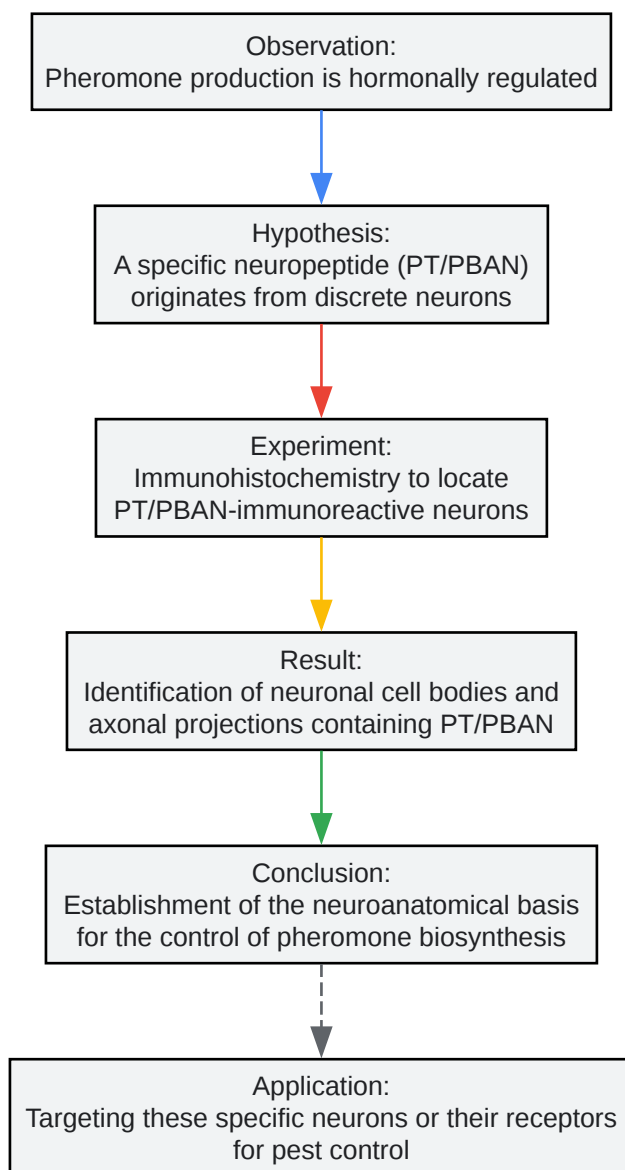 Observation:
Pheromone production is hormonally regulated
Hypothesis:
A specific neuropeptide (PT/PBAN)
originates from discrete neurons
Experiment:
Immunohistochemistry to locate
PT/PBAN-immunoreactive neurons
Result:
Identification of neuronal cell bodies and
axonal projections containing PT/PBAN
Conclusion:
Establishment of the neuroanatomical basis
for the control of pheromone biosynthesis
Application:
Targeting these specific neurons or their receptors
for pest control